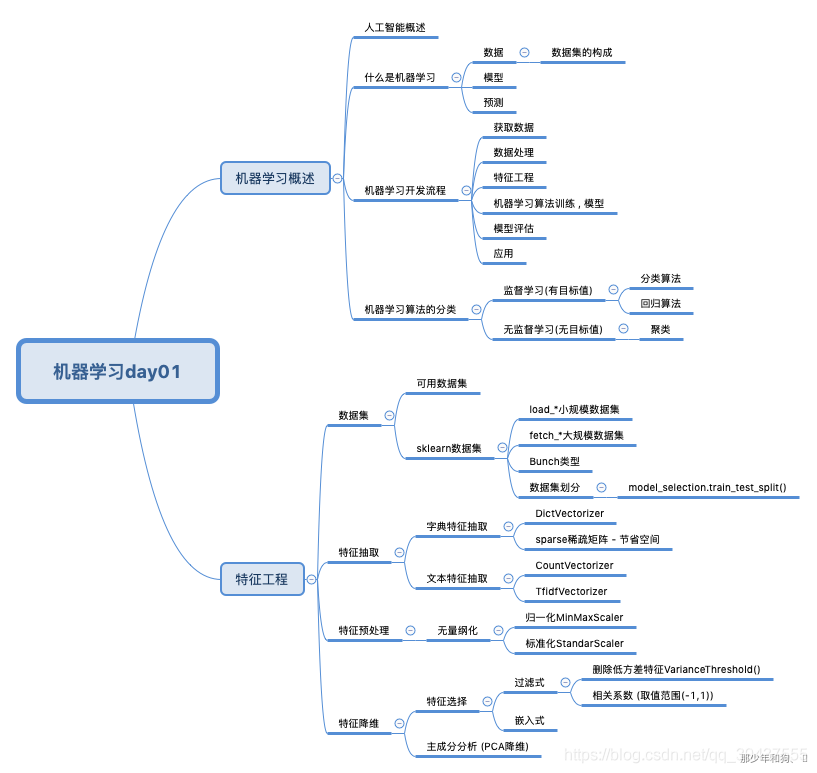 机器学习day01
机器学习概述
人工智能概述
什么是机器学习
数据
数据集的构成
模型
预测
机器学习开发流程
获取数据
数据处理
特征工程
机器学习算法训练 , 模型
模型评估
应用
机器学习算法的分类
监督学习(有目标值)
分类算法
回归算法
无监督学习(无目标值)
聚类
特征工程
数据集
可用数据集
sklearn数据集
load_*小规模数据集
fetch_*大规模数据集
Bunch类型
数据集划分
model_selection.train_test_split()
特征抽取
字典特征抽取
DictVectorizer
sparse稀疏矩阵 - 节省空间
文本特征抽取
CountVectorizer
TfidfVectorizer
特征预处理
无量纲化
归一化MinMaxScaler
标准化StandarScaler
特征降维
特征选择
过滤式
删除低方差特征VarianceThreshold()
相关系数 (取值范围(-1,1))
嵌入式
主成分分析 (PCA降维)
那少年和狗、